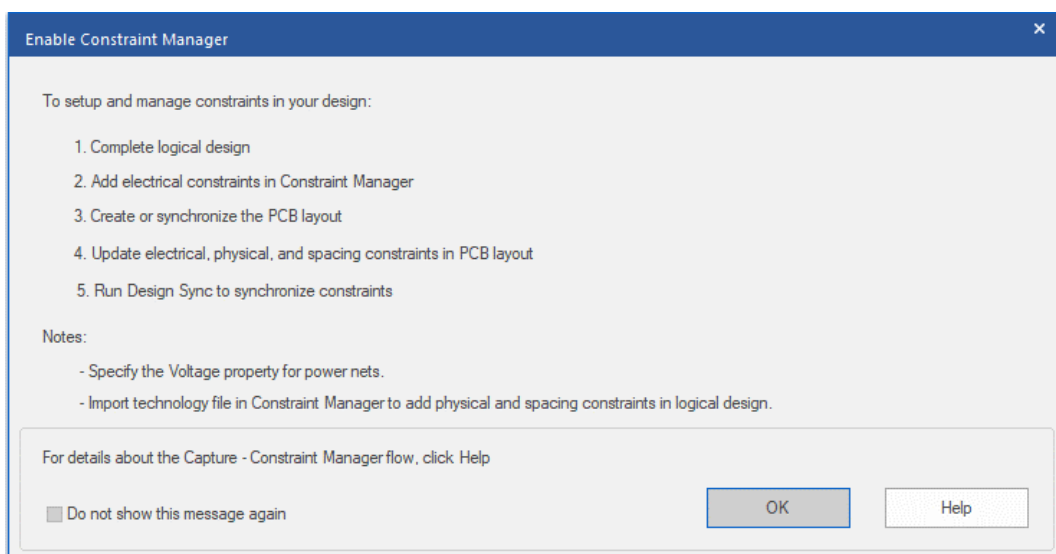 Enable Constraint Manager
To setup and manage constraints in your design:
1. Complete logical design
2. Add electrical constraints in Constraint Manager
3. Create or synchronize the PCB layout
4. Update electrical, physical, and spacing constraints in PCB layout
5. Run Design Sync to synchronize constraints
Notes:
- Specify the Voltage property for power nets.
- Import technology file in Constraint Manager to add physical and spacing constraints in logical design.
For details about the Capture - Constraint Manager flow, click Help
Do not show this message again
OK
Help